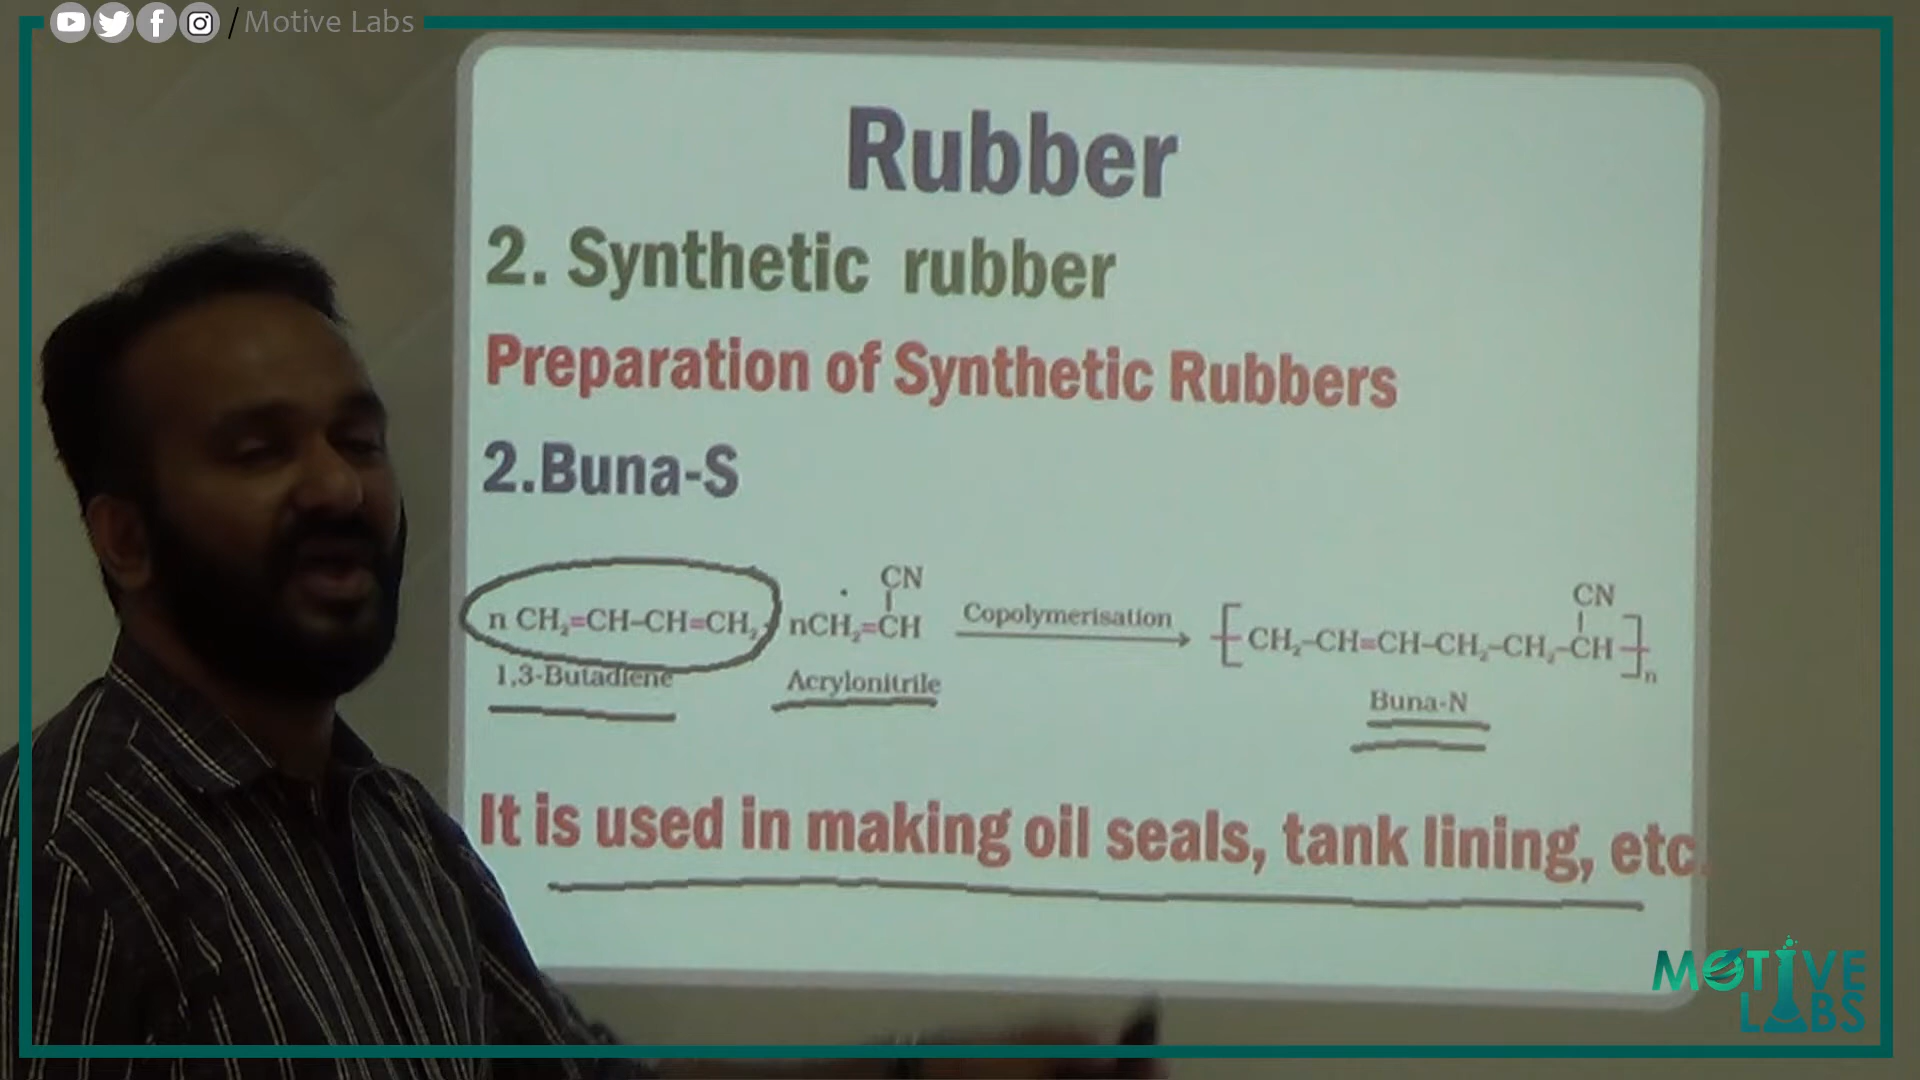 /Motive Labs
Rubber
2. Synthetic rubber
Preparation of Synthetic Rubbers
2.Buna-S
CN
CN
n CH₂=CH–CH=CH₂ nCH₂=CH Copolymerisation [CH₂–CH=CH–CH₂–CH₂–CH]n
1,3-Butadiene Acrylonitrile Buna-N
It is used in making oil seals, tank lining, etc.
MOTIVE
LABS